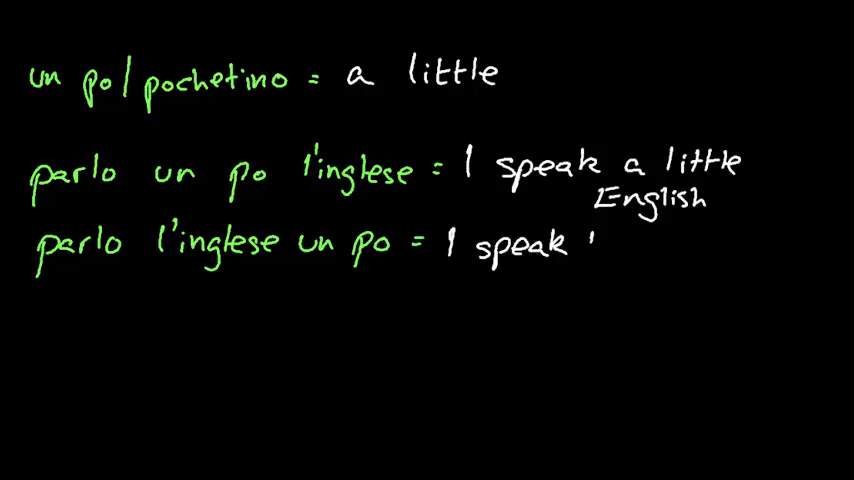 un po/pochetino = a little
parlo un po l'inglese = I speak a little
English
parlo l'inglese un po = I speak